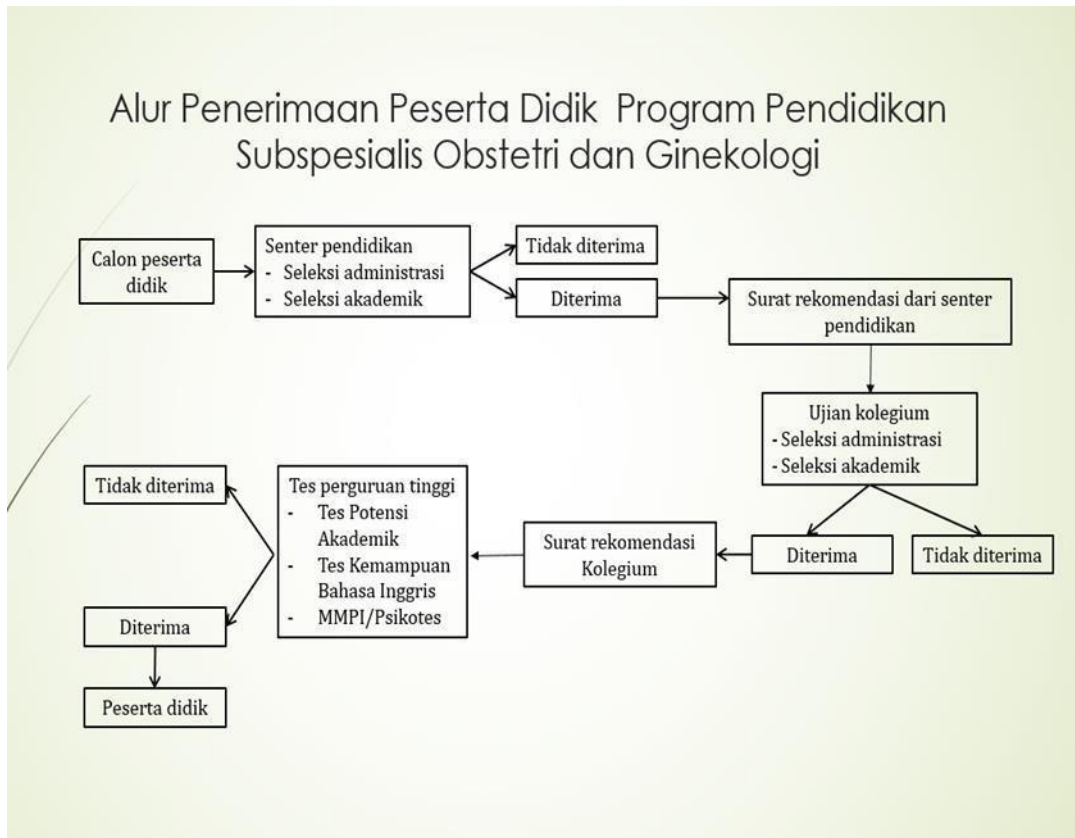 Alur Penerimaan Peserta Didik Program Pendidikan
Subspesialis Obstetri dan Ginekologi
Calon peserta
didik
Senter pendidikan
- Seleksi administrasi
- Seleksi akademik
Tidak diterima
Diterima
Surat rekomendasi dari senter
pendidikan
Ujian kolegium
- Seleksi administrasi
- Seleksi akademik
Diterima
Tidak diterima
Surat rekomendasi
Kolegium
Tes perguruan tinggi
- Tes Potensi
Akademik
- Tes Kemampuan
Bahasa Inggris
- MMPI/Psikotes
Tidak diterima
Diterima
Peserta didik